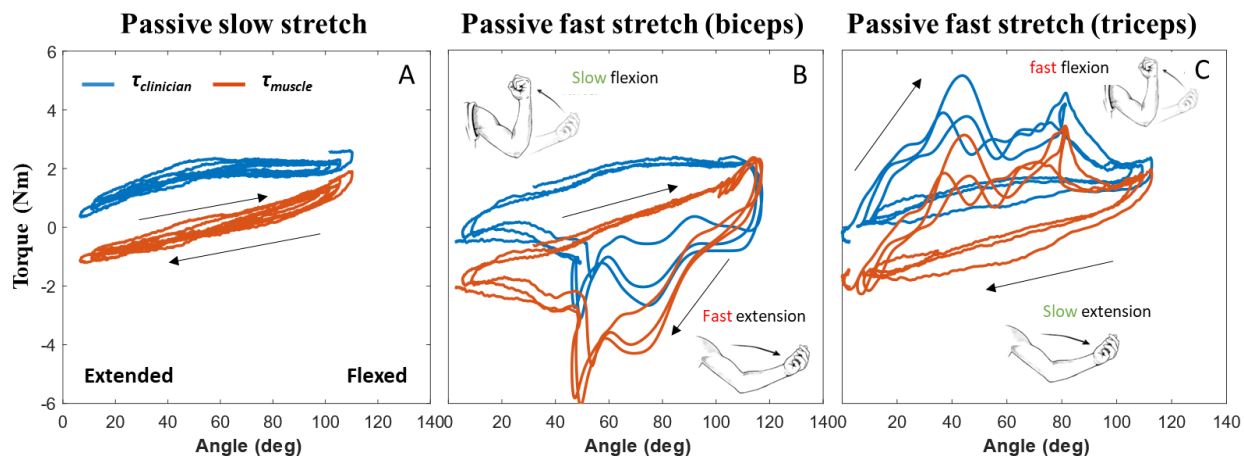 Passive slow stretch
Passive fast stretch (biceps)
Passive fast stretch (triceps)
6
4
2
0
-2
-4
-6
Torque (Nm)
τclinician
τmuscle
A
Extended
Flexed
0
20
40
60
80
100
120
140
Angle (deg)
B
Slow flexion
Fast extension
0
20
40
60
80
100
120
140
Angle (deg)
C
fast flexion
Slow extension
0
20
40
60
80
100
120
140
Angle (deg)